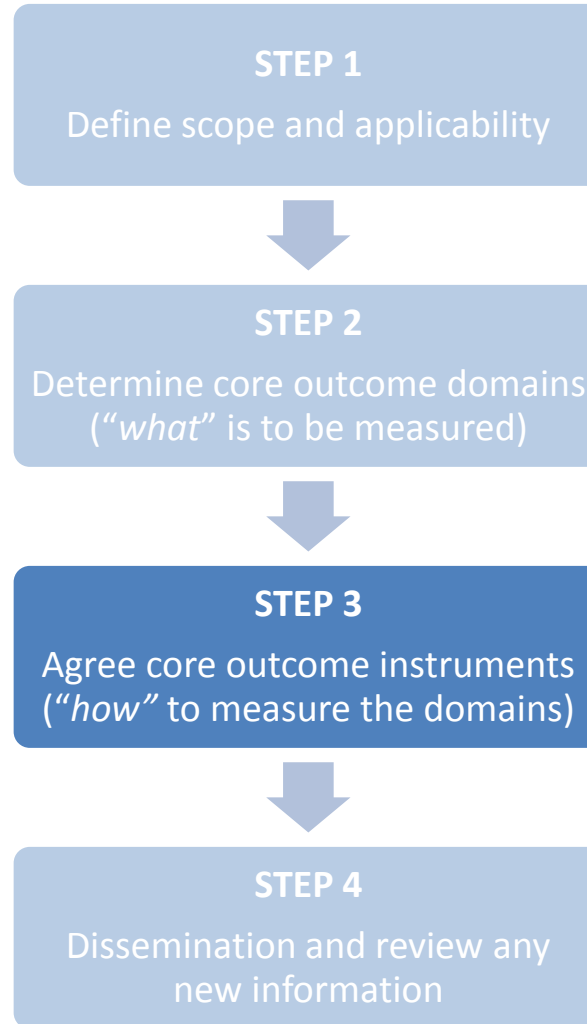 STEP 1
Define scope and applicability
STEP 2
Determine core outcome domains
(“what” is to be measured)
STEP 3
Agree core outcome instruments
(“how” to measure the domains)
STEP 4
Dissemination and review any
new information